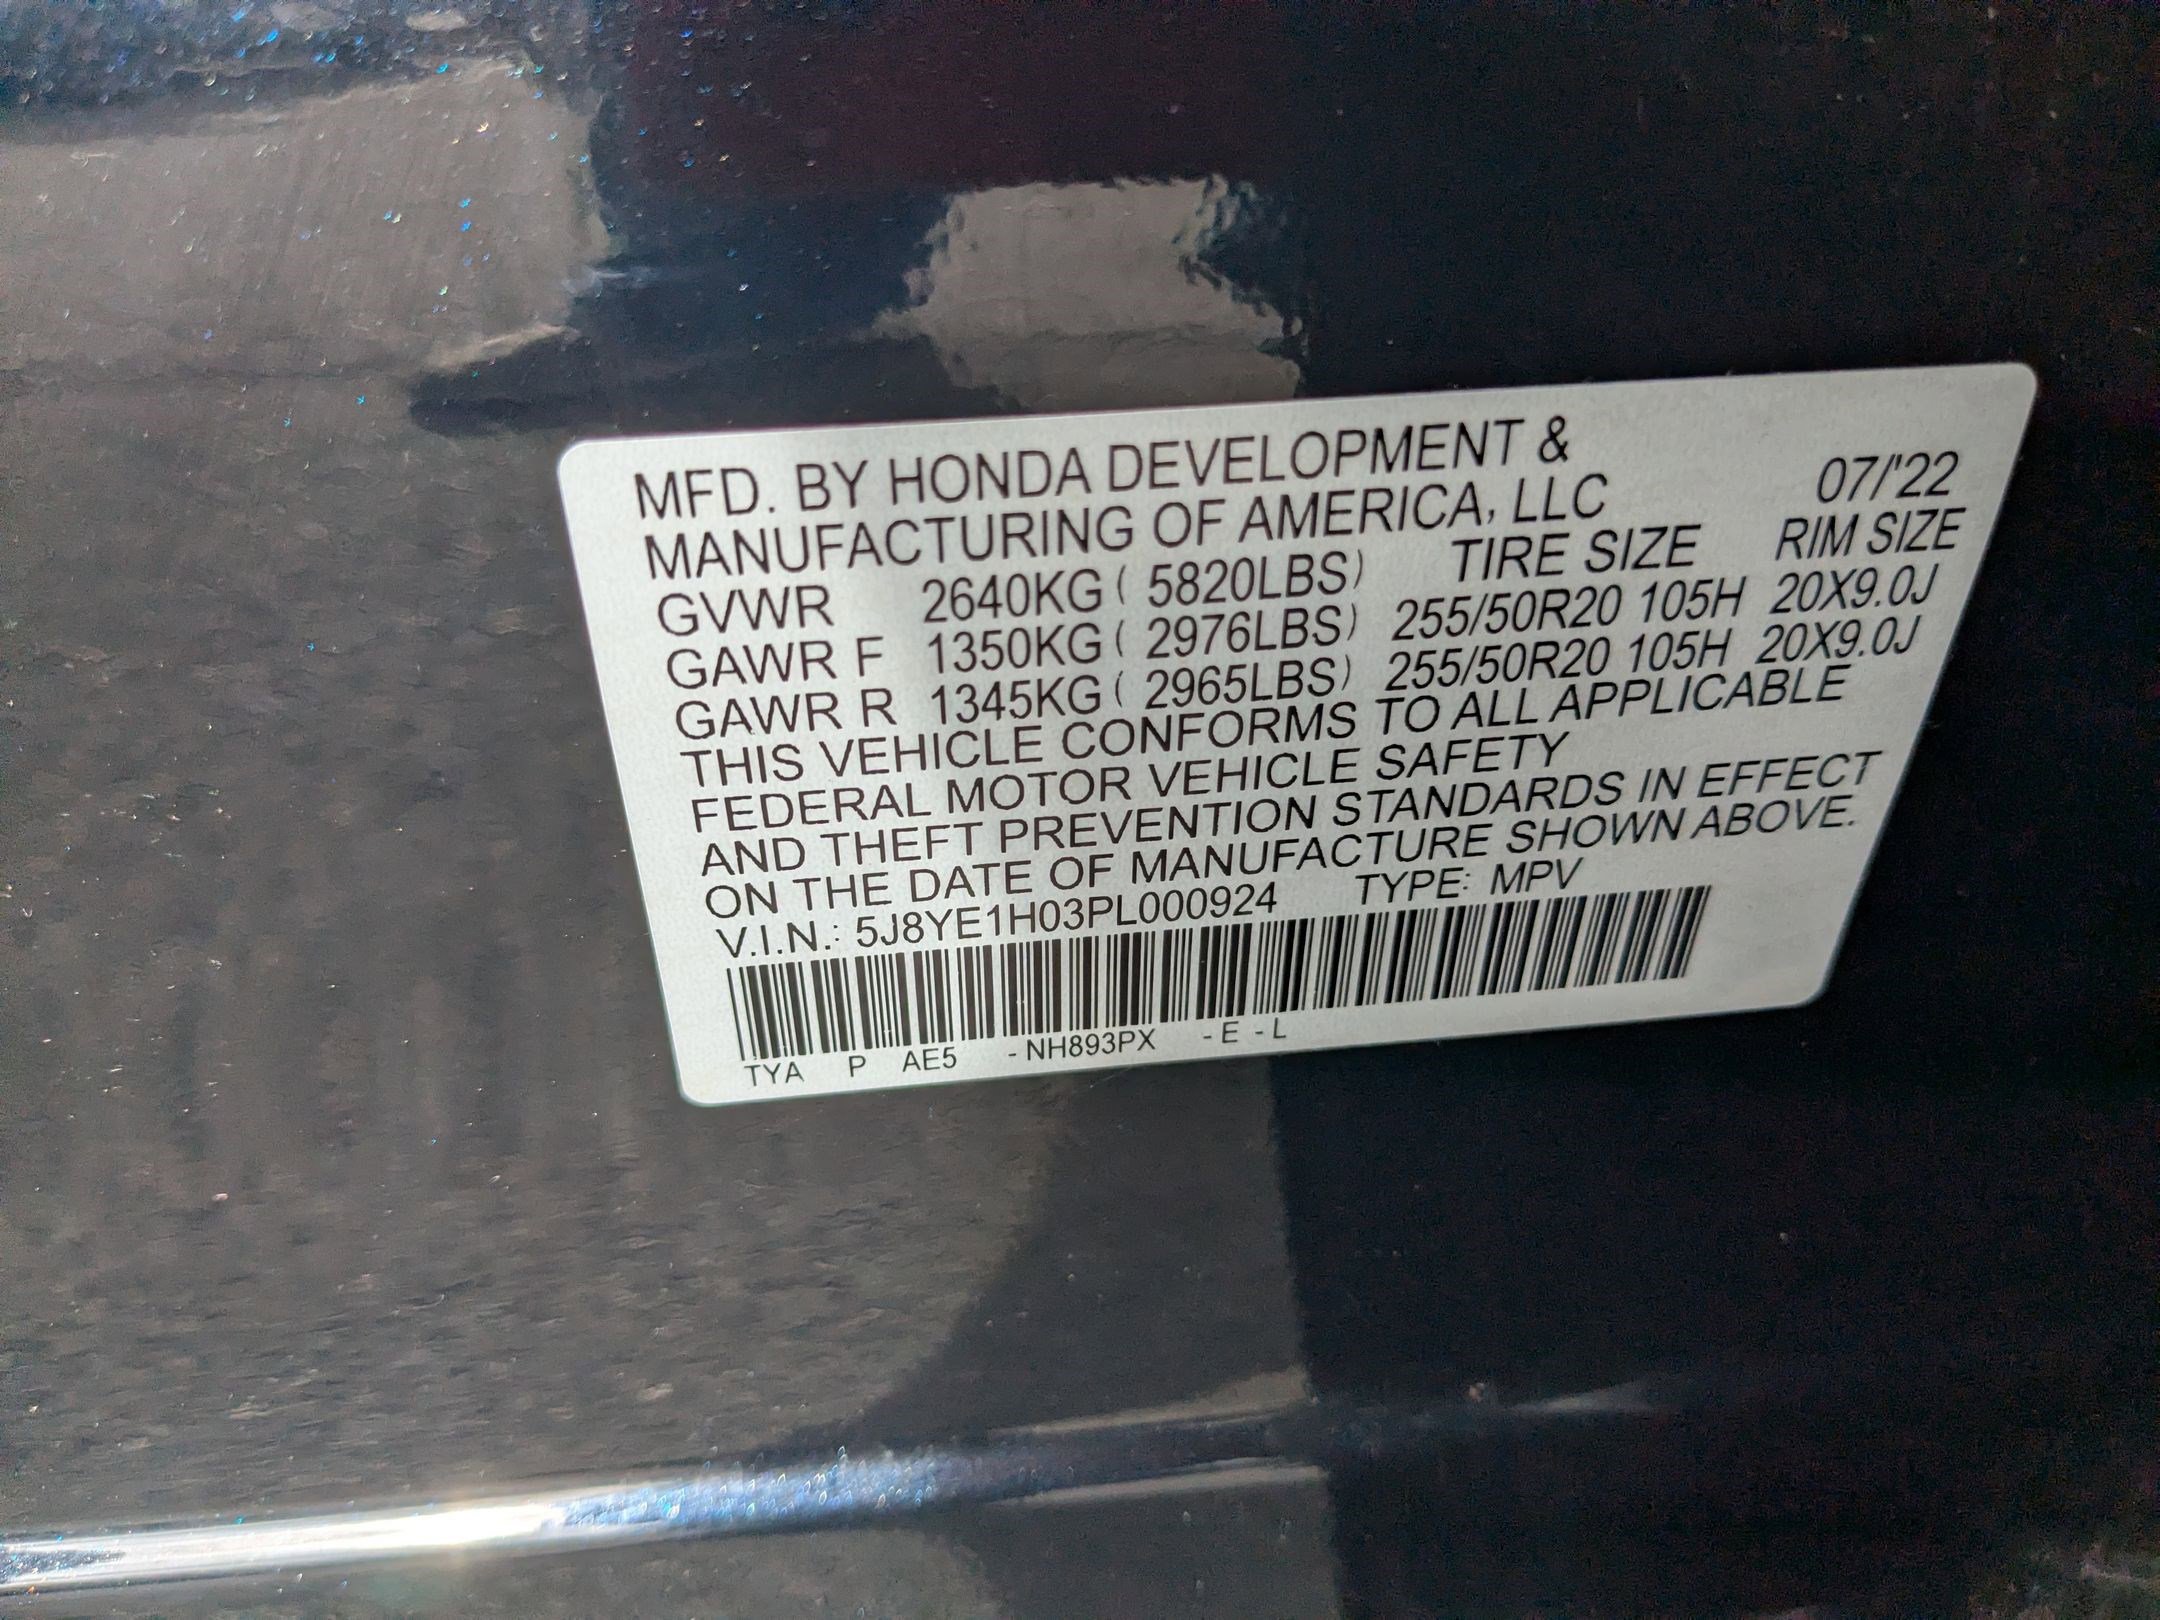 MFD. BY HONDA DEVELOPMENT &
MANUFACTURING OF AMERICA, LLC 07/'22
GVWR 2640KG ( 5820LBS) TIRE SIZE RIM SIZE
GAWR F 1350KG ( 2976LBS) 255/50R20 105H 20X9.0J
GAWR R 1345KG ( 2965LBS) 255/50R20 105H 20X9.0J
THIS VEHICLE CONFORMS TO ALL APPLICABLE
FEDERAL MOTOR VEHICLE SAFETY
AND THEFT PREVENTION STANDARDS IN EFFECT
ON THE DATE OF MANUFACTURE SHOWN ABOVE.
V.I.N.: 5J8YE1H03PL000924 TYPE: MPV
TYA P AE5 - NH893PX - E - L